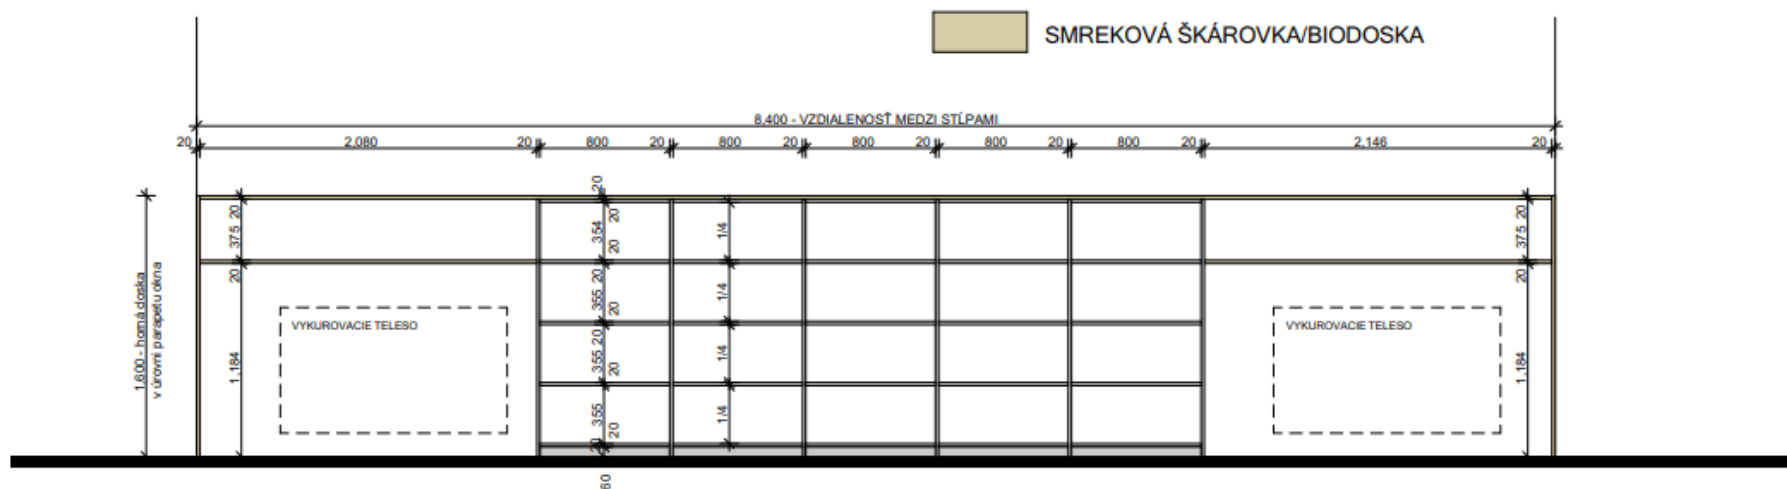 SMREKOVÁ ŠKÁROVKA/BIODOSKA
8,400 - VZDIALENOSŤ MEDZI STĹPAMI
20 2,080 20 800 20 800 20 800 20 800 20 800 20 2,146 20
20
20 375 20
1,184
1,600 - horná doska
v úrovni parapetu okna
354 20 20
355 20 20
355 20 20
355 20 20
60
1/4
1/4
1/4
1/4
VYKUROVACIE TELESO
VYKUROVACIE TELESO
20 375 20
1,184